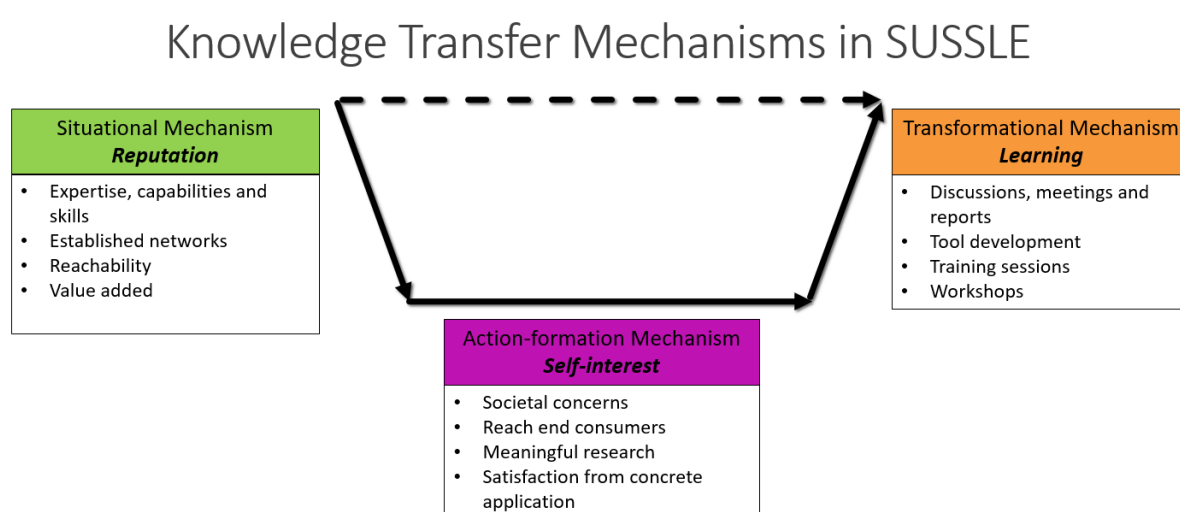 Knowledge Transfer Mechanisms in SUSSLE
Situational Mechanism
Reputation
• Expertise, capabilities and
skills
• Established networks
• Reachability
• Value added
Action-formation Mechanism
Self-interest
• Societal concerns
• Reach end consumers
• Meaningful research
• Satisfaction from concrete
application
Transformational Mechanism
Learning
• Discussions, meetings and
reports
• Tool development
• Training sessions
• Workshops